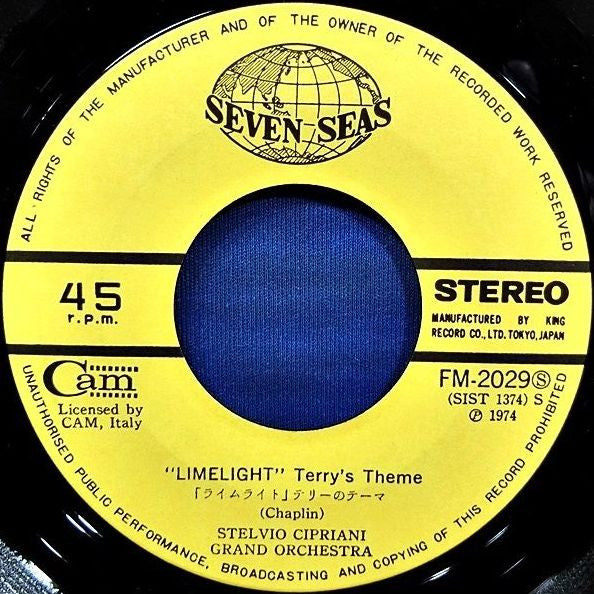 ALL RIGHTS OF THE MANUFACTURER AND OF THE OWNER OF THE RECORDED WORK RESERVED
SEVEN SEAS
45
r.p.m.
STEREO
MANUFACTURED BY KING
RECORD CO., LTD. TOKYO, JAPAN
Cam
Licensed by
CAM, Italy
FM-2029Ⓢ
(SIST 1374) S
℗ 1974
"LIMELIGHT" Terry's Theme
「ライムライト」テリーのテーマ
(Chaplin)
STELVIO CIPRIANI
GRAND ORCHESTRA
UNAUTHORISED PUBLIC PERFORMANCE, BROADCASTING AND COPYING OF THIS RECORD PROHIBITED